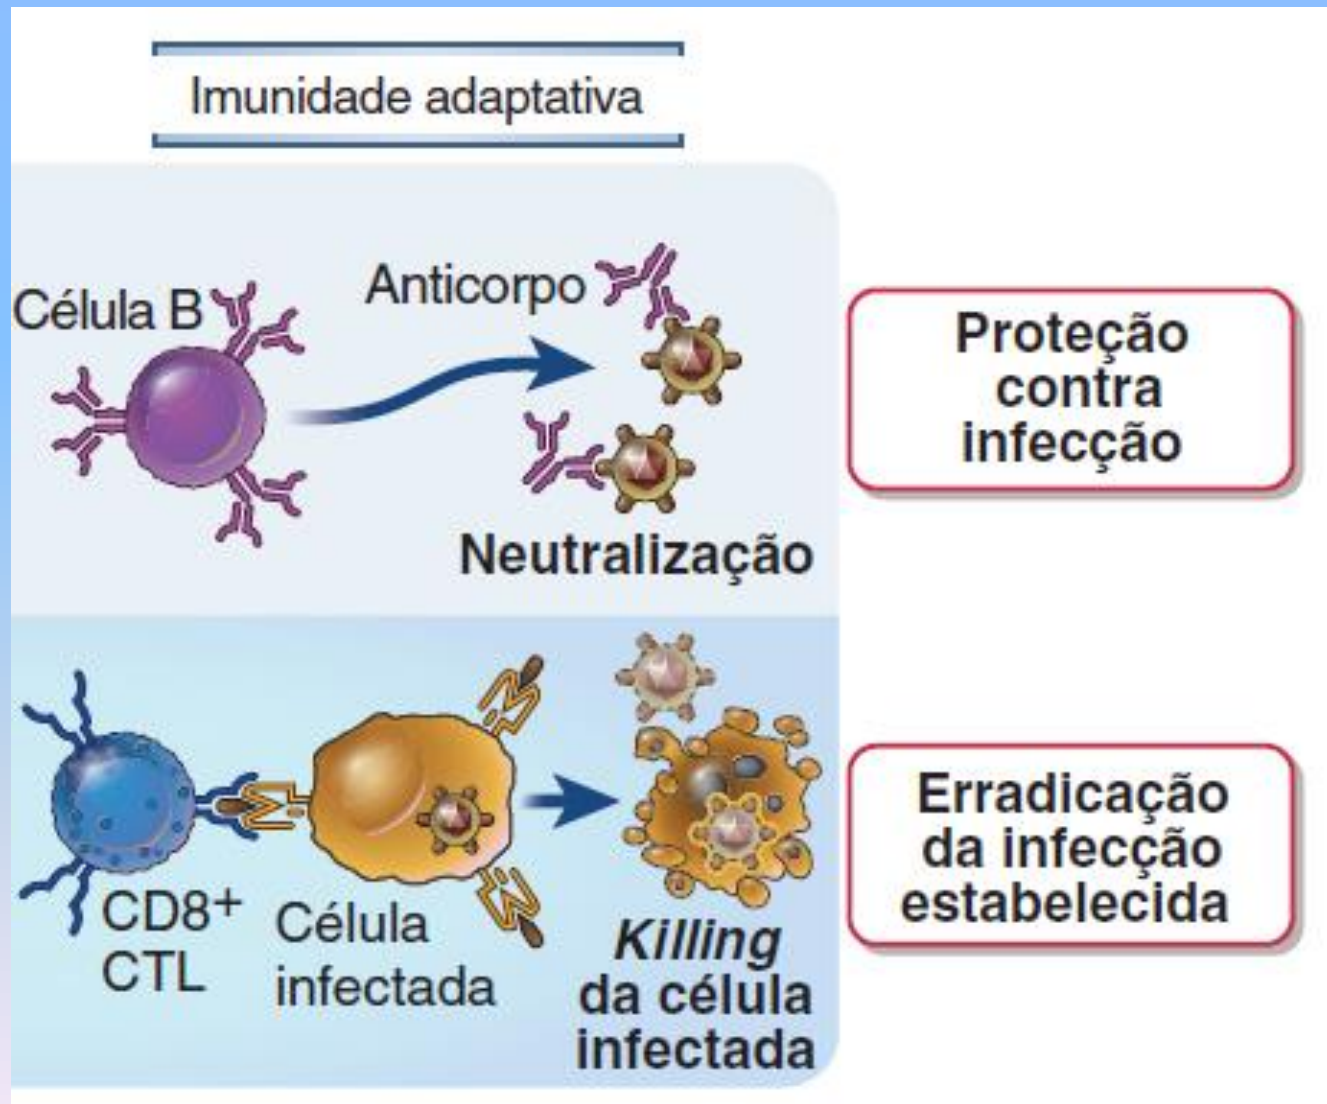 Imunidade adaptativa
Célula B
Anticorpo
Neutralização
Proteção
contra
infecção
CD8+
CTL
Célula
infectada
Killing
da célula
infectada
Erradicação
da infecção
estabelecida